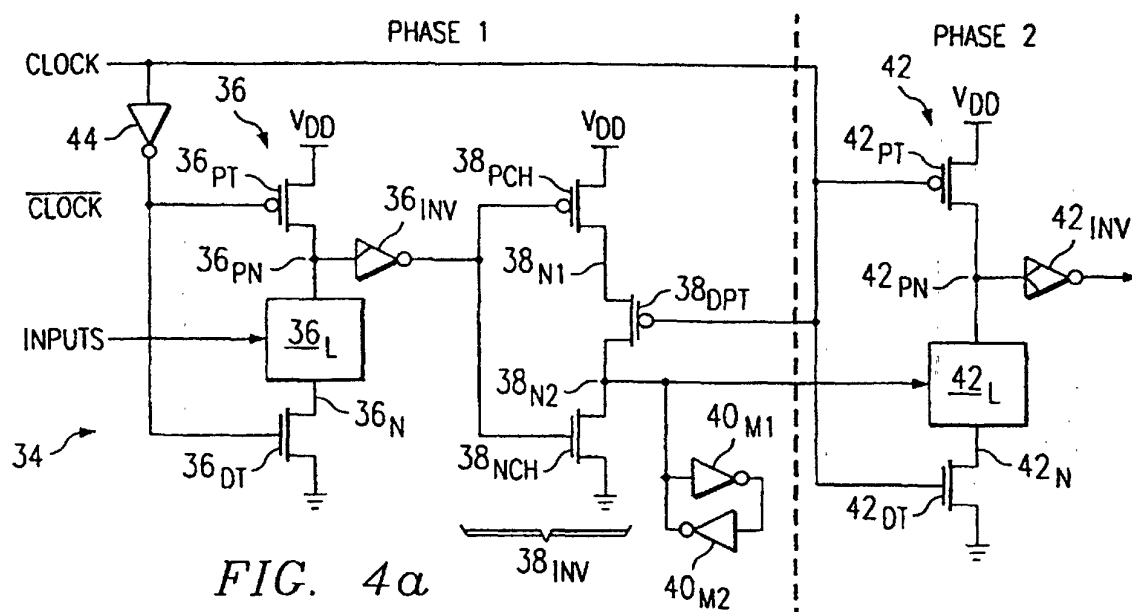 PHASE 1
PHASE 2
CLOCK
44
36
VDD
36PT
CLOCK
36PN
36INV
INPUTS
36L
36N
36DT
34
VDD
38PCH
38N1
38DPT
38N2
38NCH
40M1
40M2
38INV
42
VDD
42PT
42INV
42PN
42L
42N
42DT
FIG. 4a